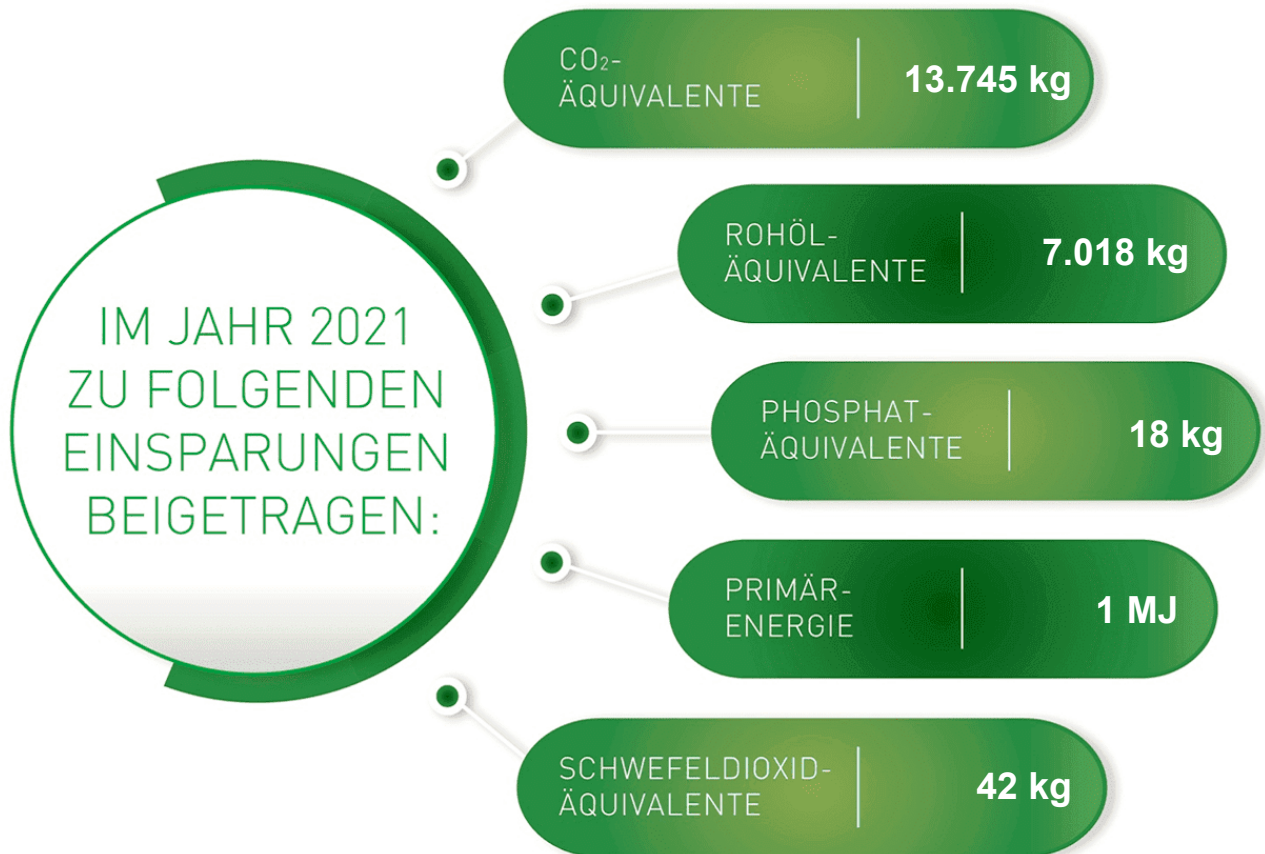 IM JAHR 2021
ZU FOLGENDEN
EINSPARUNGEN
BEIGETRAGEN:
CO₂-
ÄQUIVALENTE
13.745 kg
ROHÖL-
ÄQUIVALENTE
7.018 kg
PHOSPHAT-
ÄQUIVALENTE
18 kg
PRIMÄR-
ENERGIE
1 MJ
SCHWEFELDIOXID-
ÄQUIVALENTE
42 kg